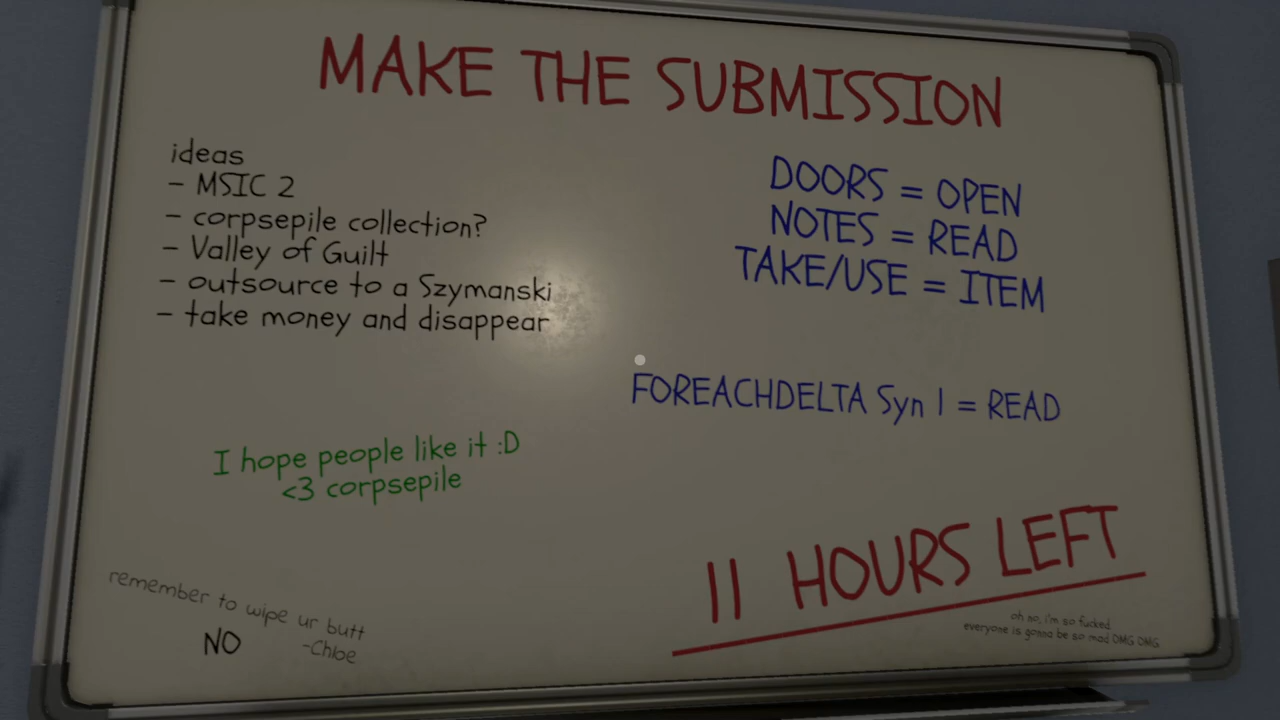 MAKE THE SUBMISSION
ideas
- MSIC 2
- corpsepile collection?
- Valley of Guilt
- outsource to a Szymanski
- take money and disappear
DOORS = OPEN
NOTES = READ
TAKE/USE = ITEM
FOREACHDELTA Syn 1 = READ
I hope people like it :D
<3 corpsepile
remember to wipe ur butt
-Chloe
NO
11 HOURS LEFT
oh no, i'm so fucked
everyone is gonna be so mad OMG OMG